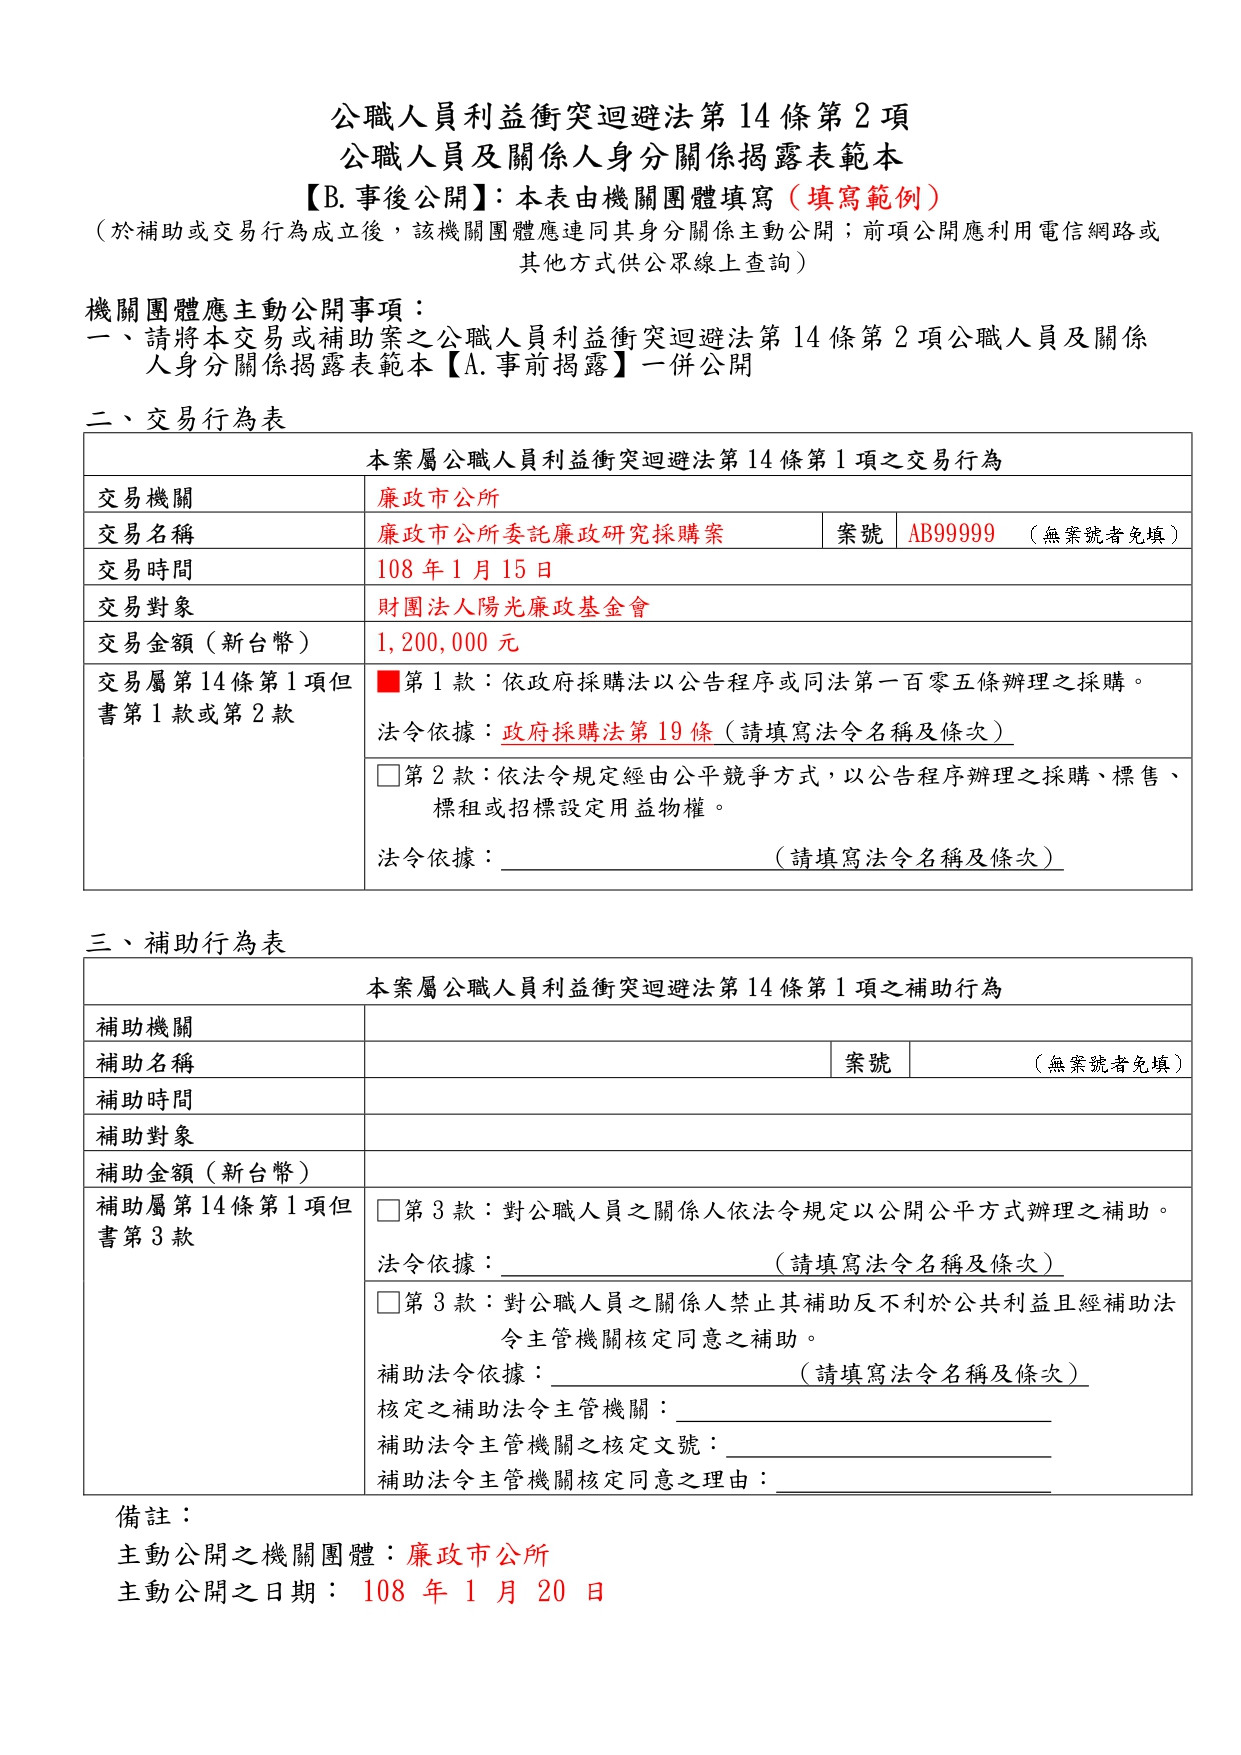 公職人員利益衝突迴避法第 14 條第 2 項
公職人員及關係人身分關係揭露表範本
【B.事後公開】：本表由機關團體填寫（填寫範例）
（於補助或交易行為成立後，該機關團體應連同其身分關係主動公開；前項公開應利用電信網路或
其他方式供公眾線上查詢）
機關團體應主動公開事項：
一、請將本交易或補助案之公職人員利益衝突迴避法第 14 條第 2 項公職人員及關係
人身分關係揭露表範本【A.事前揭露】一併公開
二、交易行為表
本案屬公職人員利益衝突迴避法第 14 條第 1 項之交易行為
交易機關 廉政市公所
交易名稱 廉政市公所委託廉政研究採購案 案號 AB99999 （無案號者免填）
交易時間 108 年 1 月 15 日
交易對象 財團法人陽光廉政基金會
交易金額（新台幣） 1,200,000 元
交易屬第 14 條第 1 項但 ■第 1 款：依政府採購法以公告程序或同法第一百零五條辦理之採購。
書第 1 款或第 2 款
法令依據：政府採購法第 19 條（請填寫法令名稱及條次）
□第 2 款：依法令規定經由公平競爭方式，以公告程序辦理之採購、標售、
標租或招標設定用益物權。
法令依據：＿＿＿＿＿＿＿＿＿＿＿（請填寫法令名稱及條次）
三、補助行為表
本案屬公職人員利益衝突迴避法第 14 條第 1 項之補助行為
補助機關
補助名稱 案號 （無案號者免填）
補助時間
補助對象
補助金額（新台幣）
補助屬第 14 條第 1 項但 □第 3 款：對公職人員之關係人依法令規定以公開公平方式辦理之補助。
書第 3 款
法令依據：＿＿＿＿＿＿＿＿＿＿＿（請填寫法令名稱及條次）
□第 3 款：對公職人員之關係人禁止其補助反不利於公共利益且經補助法
令主管機關核定同意之補助。
補助法令依據：＿＿＿＿＿＿＿＿＿＿（請填寫法令名稱及條次）
核定之補助法令主管機關：＿＿＿＿＿＿＿＿＿＿＿＿＿＿＿
補助法令主管機關之核定文號：＿＿＿＿＿＿＿＿＿＿＿＿＿
補助法令主管機關核定同意之理由：＿＿＿＿＿＿＿＿＿＿＿
備註：
主動公開之機關團體：廉政市公所
主動公開之日期： 108 年 1 月 20 日